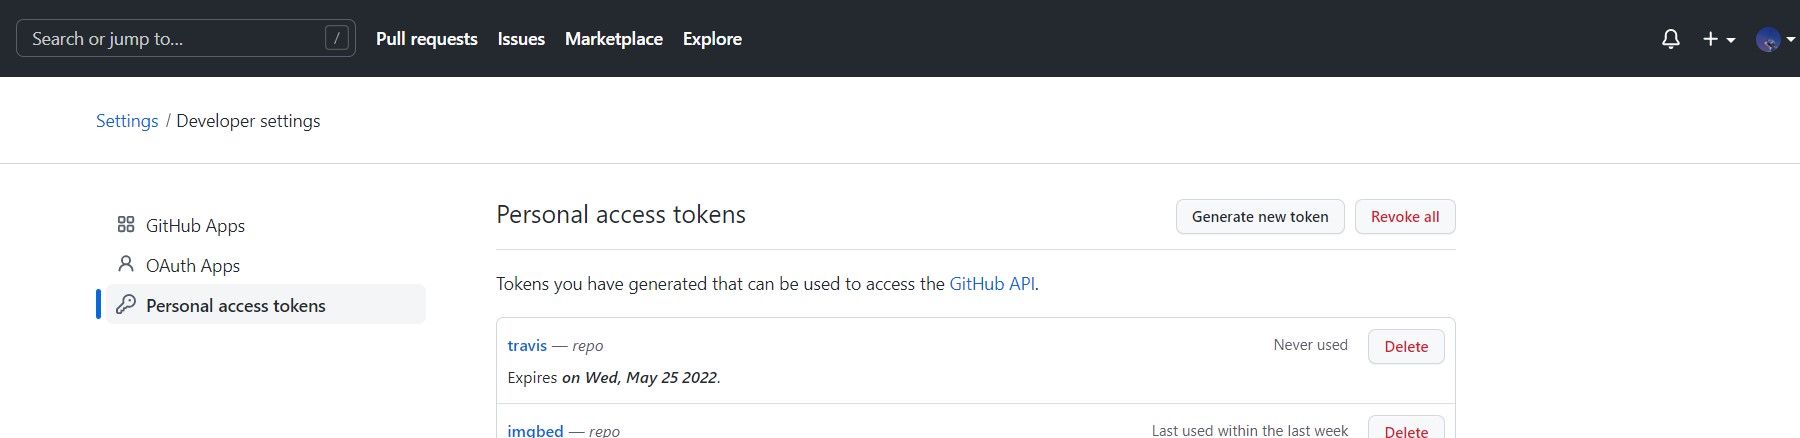 Search or jump to... /
Pull requests Issues Marketplace Explore
Settings / Developer settings
GitHub Apps
OAuth Apps
Personal access tokens
Personal access tokens
Generate new token Revoke all
Tokens you have generated that can be used to access the GitHub API.
travis — repo Never used Delete
Expires on Wed, May 25 2022.
imgbed — repo Last used within the last week Delete